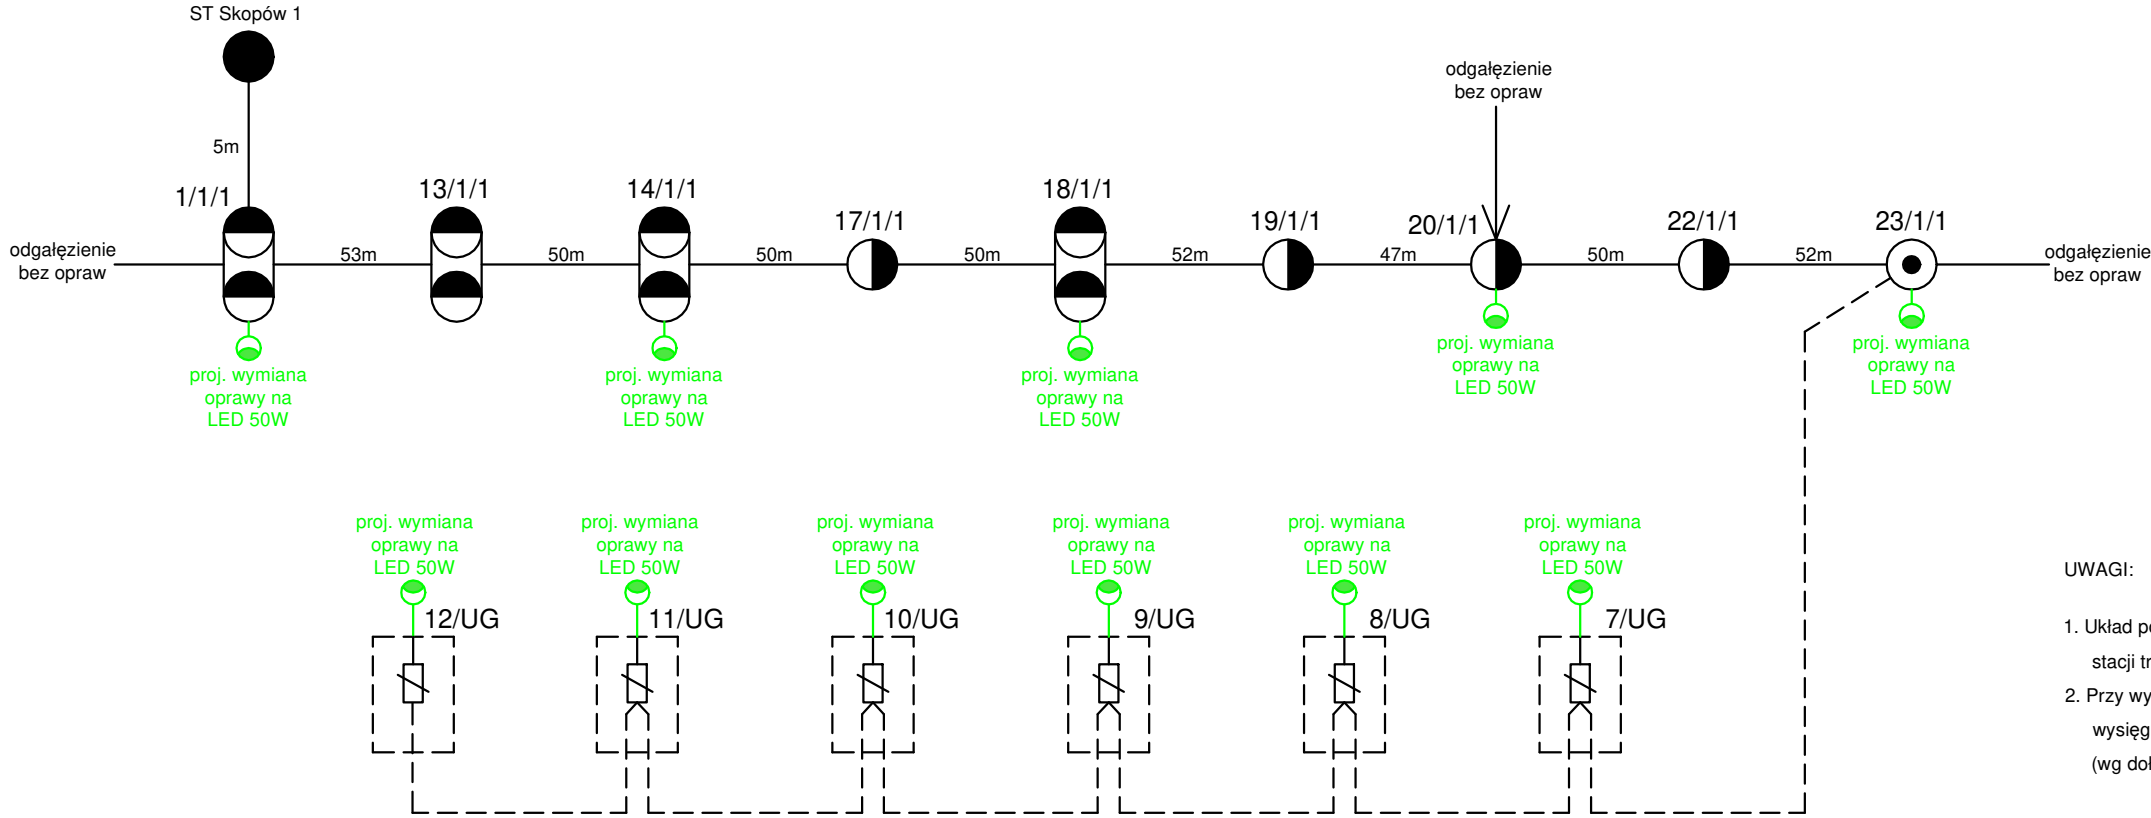 ST Skopów 1
5m
odgałęzienie
bez opraw
1/1/1
13/1/1
14/1/1
17/1/1
18/1/1
19/1/1
20/1/1
22/1/1
23/1/1
odgałęzienie
bez opraw
53m
50m
50m
50m
52m
47m
50m
52m
odgałęzienie
bez opraw
proj. wymiana
oprawy na
LED 50W
proj. wymiana
oprawy na
LED 50W
proj. wymiana
oprawy na
LED 50W
proj. wymiana
oprawy na
LED 50W
proj. wymiana
oprawy na
LED 50W
proj. wymiana
oprawy na
LED 50W
12/UG
proj. wymiana
oprawy na
LED 50W
11/UG
proj. wymiana
oprawy na
LED 50W
10/UG
proj. wymiana
oprawy na
LED 50W
9/UG
proj. wymiana
oprawy na
LED 50W
8/UG
proj. wymiana
oprawy na
LED 50W
7/UG
UWAGI:
1. Układ
stacji
2. Przy
(wg